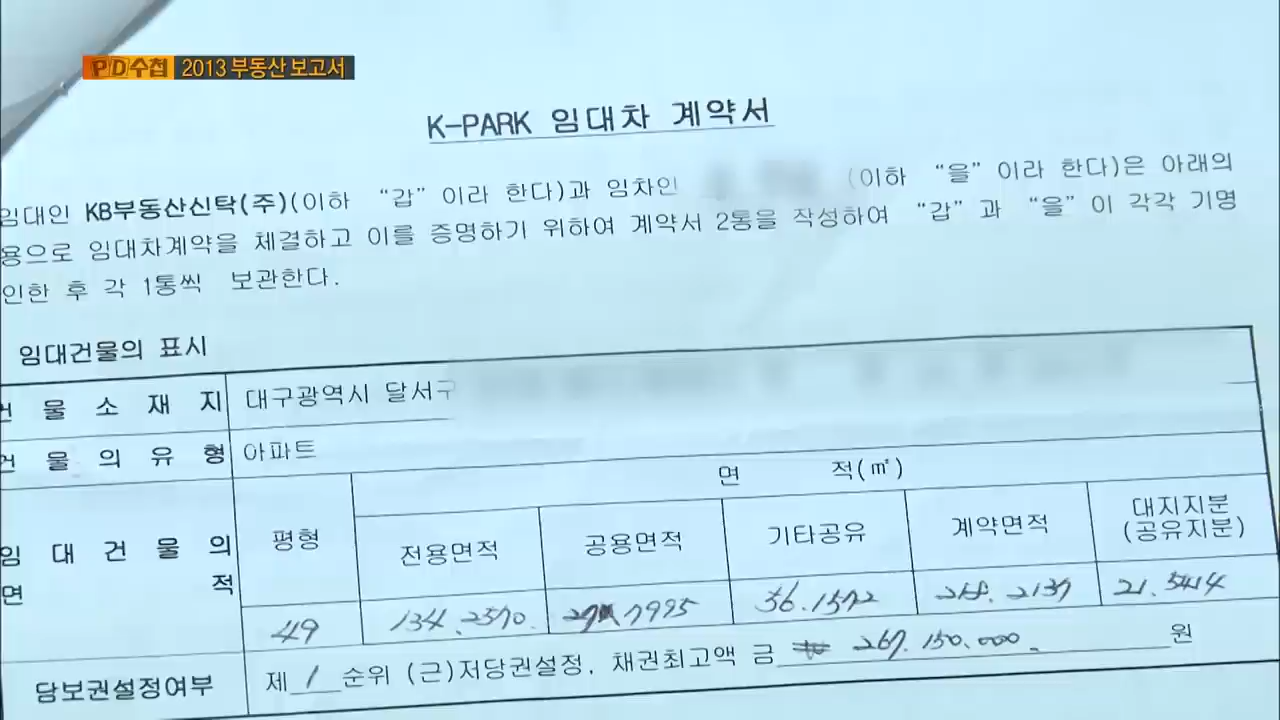 PD수첩 2013 부동산 보고서
K-PARK 임대차 계약서
임대인 KB부동산신탁(주)(이하 “갑” 이라 한다)과 임차인 (이하 “을” 이라 한다)은 아래의
용으로 임대차계약을 체결하고 이를 증명하기 위하여 계약서 2통을 작성하여 “갑” 과 “을” 이 각각 기명
인한 후 각 1통씩 보관한다.
임대건물의 표시
건 물 소 재 지 대구광역시 달서구
건 물 의 유 형 아파트
면 적(㎡)
임 대 건 물 의
면 적
평형 전용면적 공용면적 기타공유 계약면적 대지지분
(공유지분)
49 134.2570. 7995 56.1572 258.2137 21.5414
담보권설정여부 제 1 순위 (근)저당권설정, 채권최고액 금 267.150.000. 원